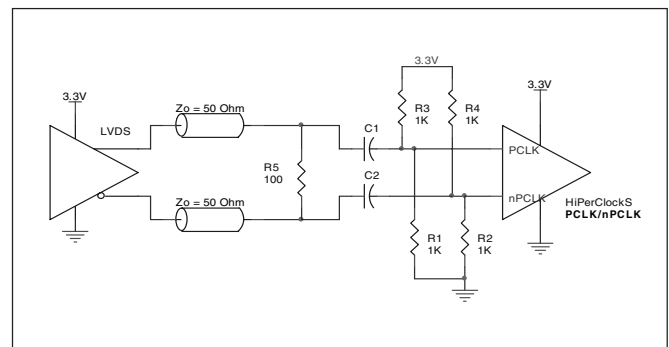 3.3V
3.3V
3.3V
Zo = 50 Ohm
LVDS
C1
R3
1K
R4
1K
PCLK
R5
100
Zo = 50 Ohm
C2
nPCLK
HiPerClockS
PCLK/nPCLK
R1
1K
R2
1K